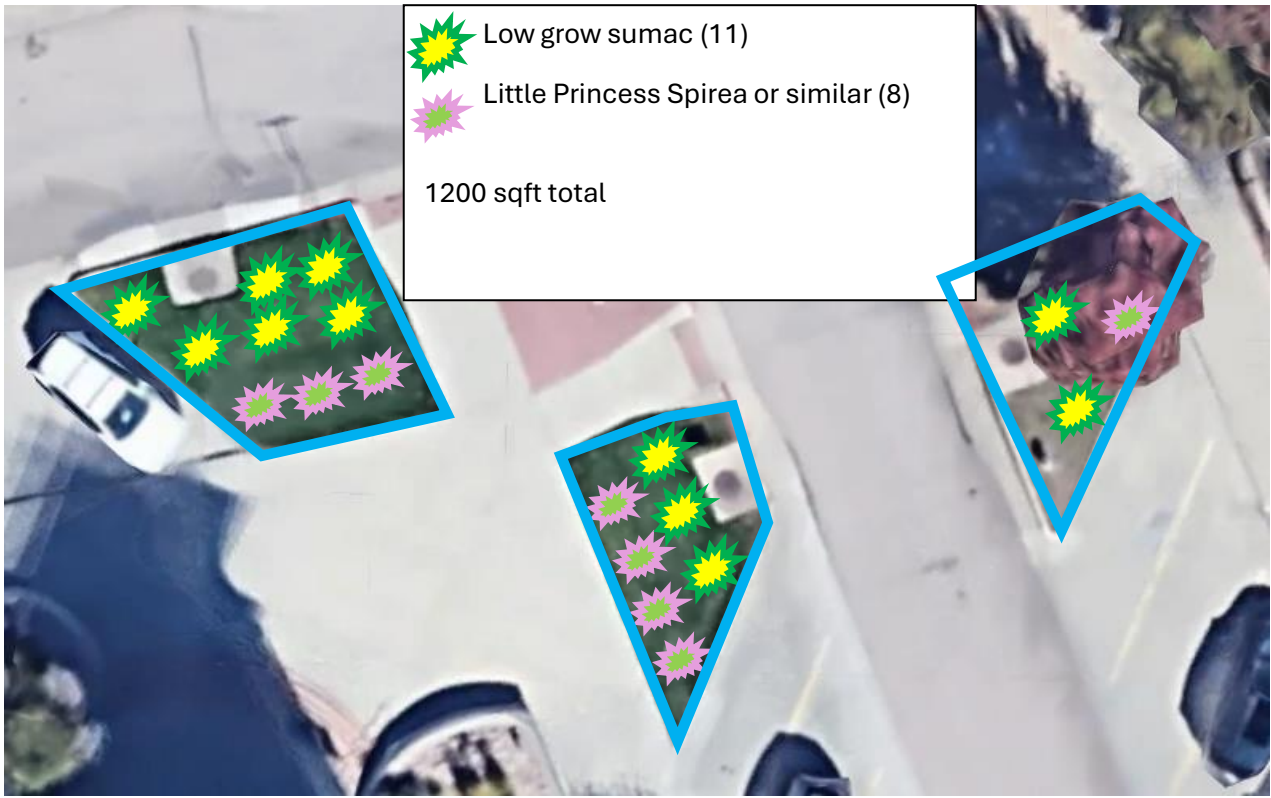 Low grow sumac (11)
Little Princess Spirea or similar (8)
1200 sqft total